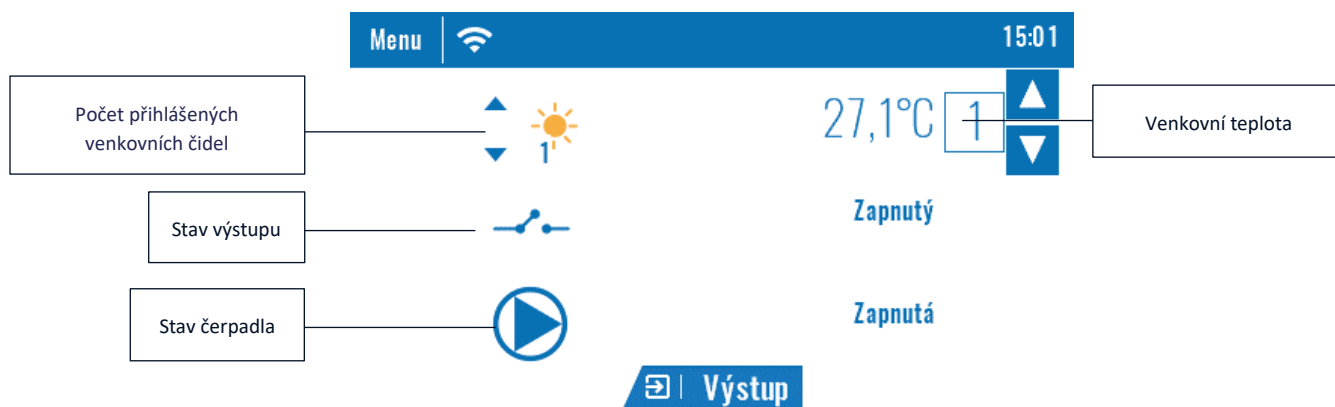 Menu
15:01
Počet přihlášených
venkovních čidel
1
27,1°C 1
Venkovní teplota
Stav výstupu
Zapnutý
Stav čerpadla
Zapnutá
Výstup